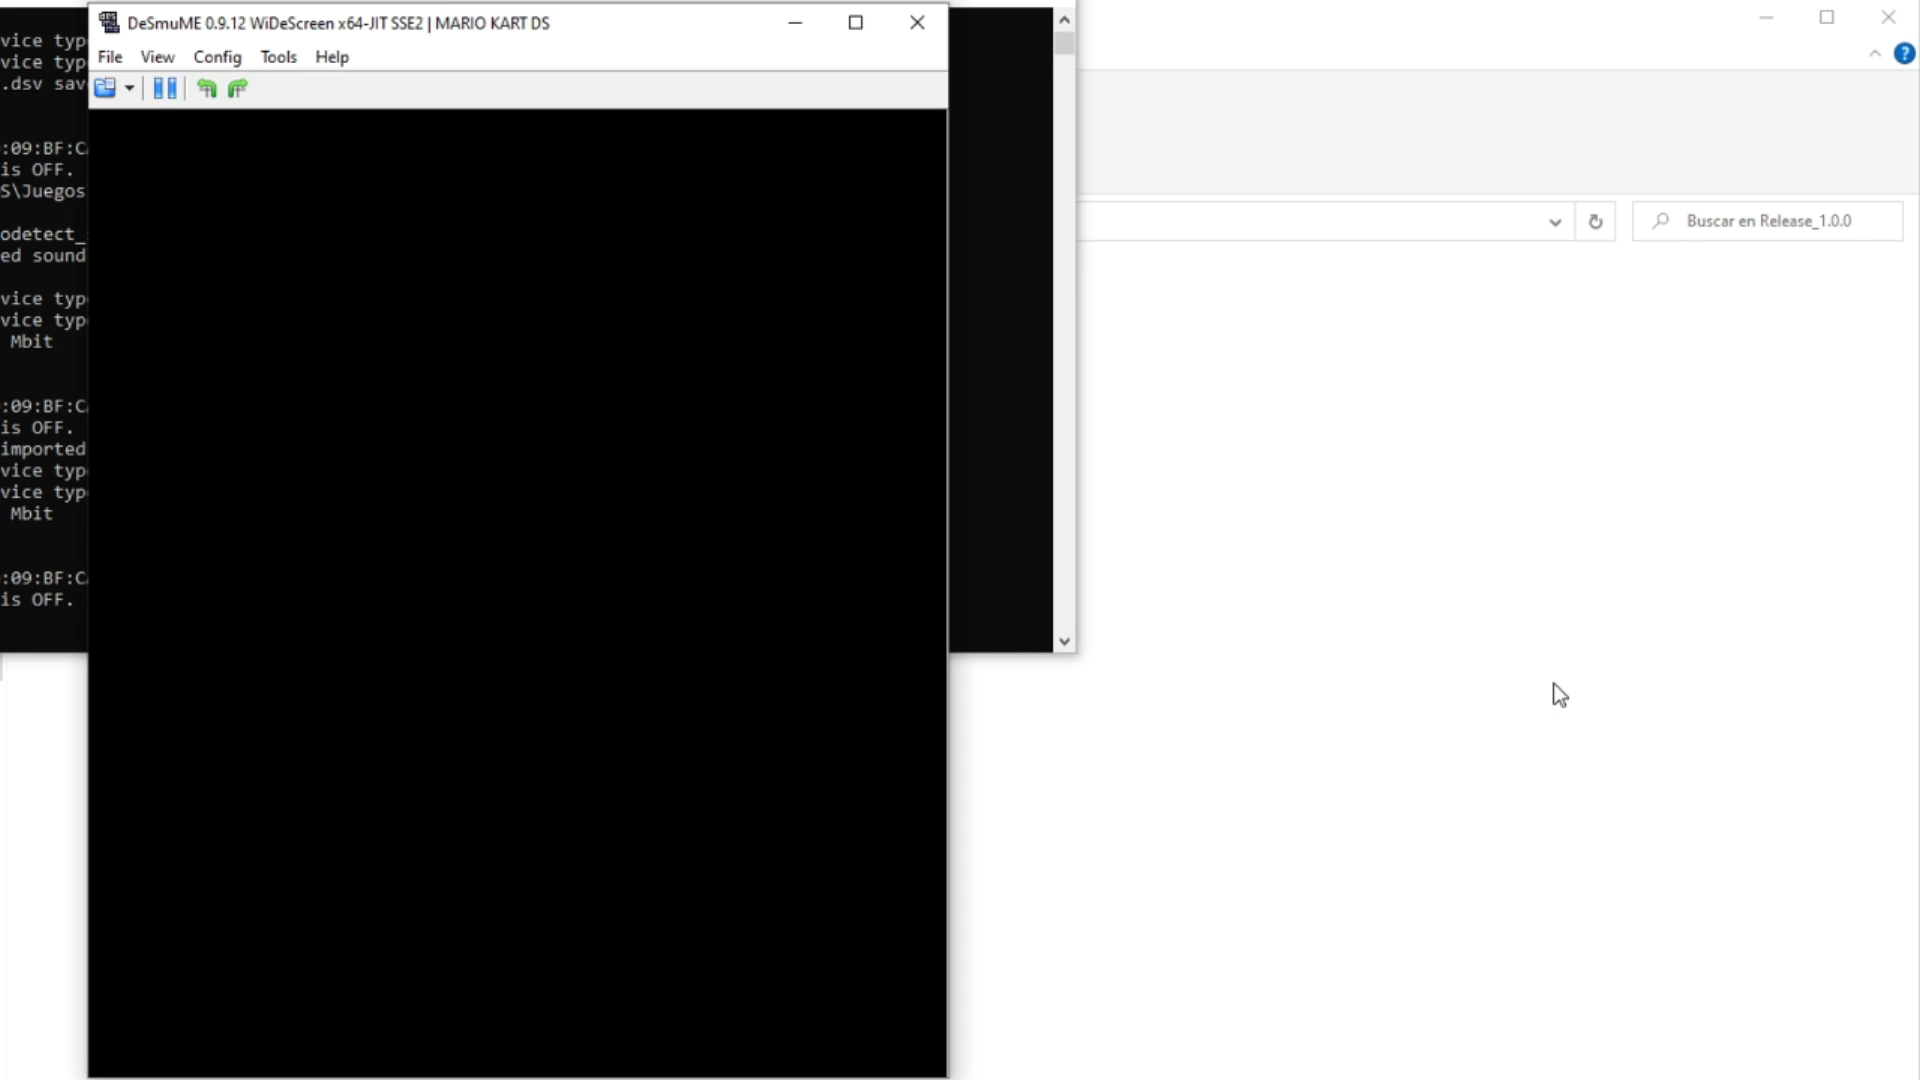 DeSmuME 0.9.12 WiDeScreen x64-JIT SSE2 | MARIO KART DS
File View Config Tools Help
vice typ
vice typ
.dsv sav
:09:BF:C
is OFF.
S\Juegos
odetect_
ed sound
vice typ
vice typ
Mbit
:09:BF:C
is OFF.
imported
vice typ
vice typ
Mbit
:09:BF:C
is OFF.
?
Buscar en Release_1.0.0